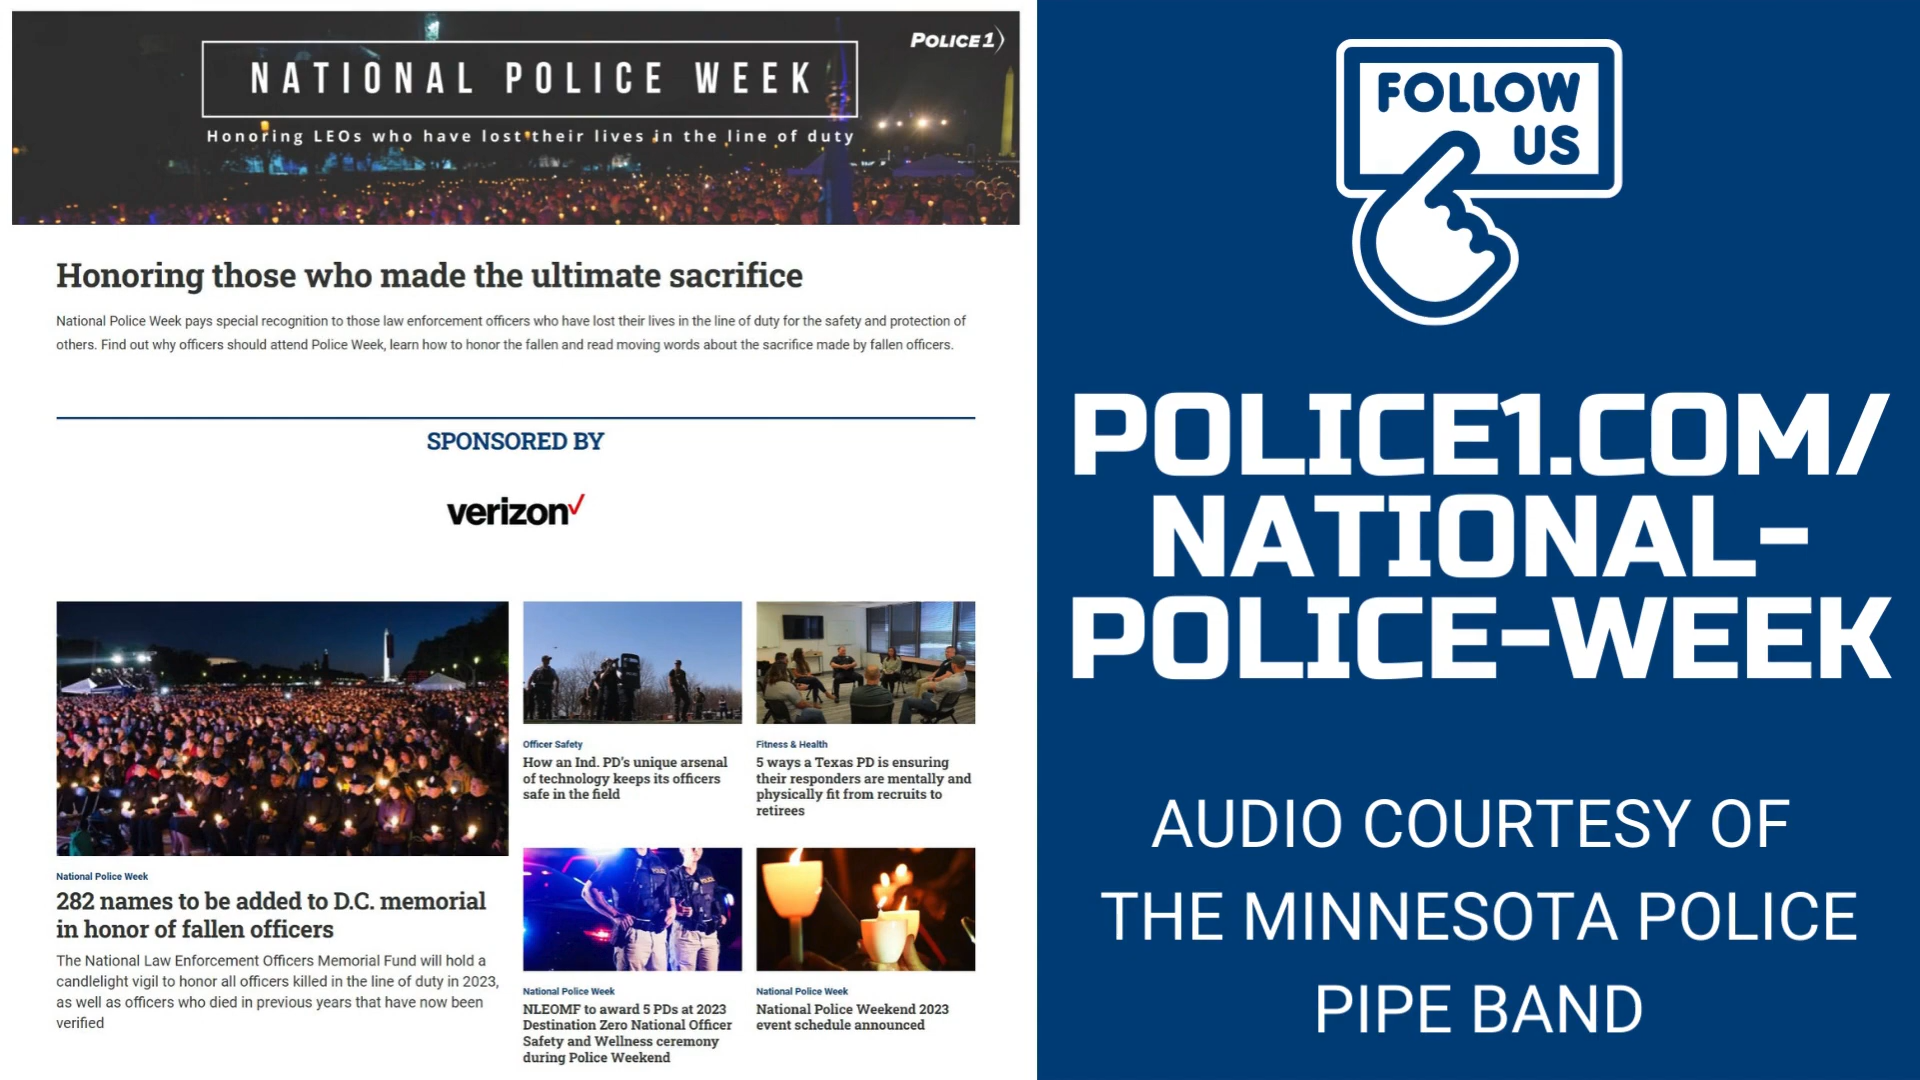 POLICE1
NATIONAL POLICE WEEK
Honoring LEOs who have lost their lives in the line of duty
Honoring those who made the ultimate sacrifice
National Police Week pays special recognition to those law enforcement officers who have lost their lives in the line of duty for the safety and protection of
others. Find out why officers should attend Police Week, learn how to honor the fallen and read moving words about the sacrifice made by fallen officers.
SPONSORED BY
verizon
National Police Week
282 names to be added to D.C. memorial
in honor of fallen officers
The National Law Enforcement Officers Memorial Fund will hold a
candlelight vigil to honor all officers killed in the line of duty in 2023,
as well as officers who died in previous years that have now been
verified
Officer Safety
How an Ind. PD's unique arsenal
of technology keeps its officers
safe in the field
Fitness & Health
5 ways a Texas PD is ensuring
their responders are mentally and
physically fit from recruits to
retirees
National Police Week
NLEOMF to award 5 PDs at 2023
Destination Zero National Officer
Safety and Wellness ceremony
during Police Weekend
National Police Week
National Police Weekend 2023
event schedule announced
FOLLOW
US
POLICE1.COM/
NATIONAL-
POLICE-WEEK
AUDIO COURTESY OF
THE MINNESOTA POLICE
PIPE BAND